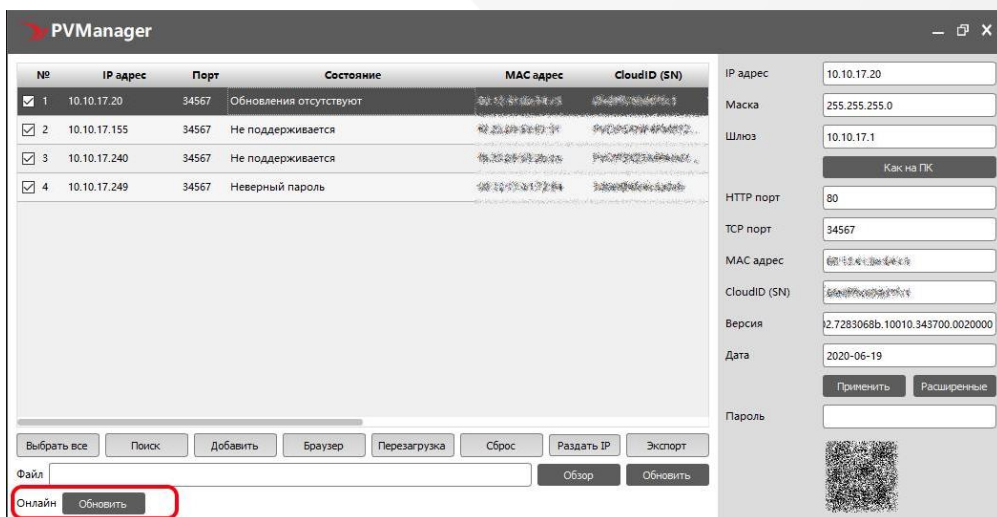 PVManager
№ IP адрес Порт Состояние MAC адрес CloudID (SN)
1 10.10.17.20 34567 Обновления отсутствуют
2 10.10.17.155 34567 Не поддерживается
3 10.10.17.240 34567 Не поддерживается
4 10.10.17.249 34567 Неверный пароль
Выбрать все Поиск Добавить Браузер Перезагрузка Сброс Раздать IP Экспорт
Файл Обзор Обновить
Онлайн Обновить
IP адрес 10.10.17.20
Маска 255.255.255.0
Шлюз 10.10.17.1
Как на ПК
HTTP порт 80
TCP порт 34567
MAC адрес
CloudID (SN)
Версия 02.7283068b.10010.343700.0020000
Дата 2020-06-19
Применить Расширенные
Пароль